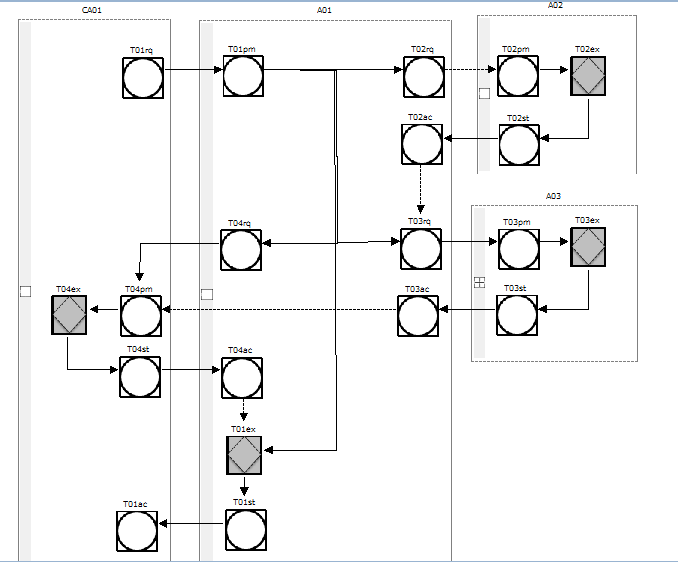 CA01
A01
A02
T01rq
T01pm
T02rq
T02pm
T02ex
T02ac
T02st
A03
T04rq
T03rq
T03pm
T03ex
T04ex
T04pm
T03ac
T03st
T04st
T04ac
T01ex
T01ac
T01st